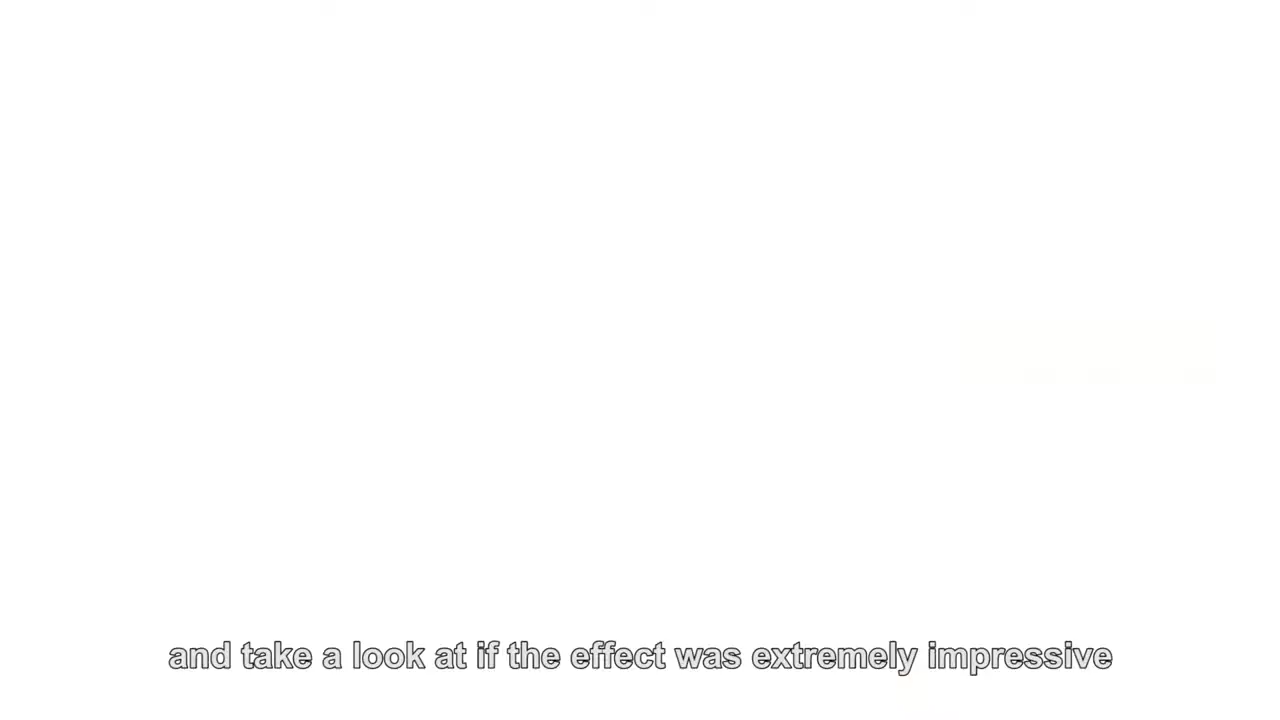 and take a look at if the effect was extremely impressive